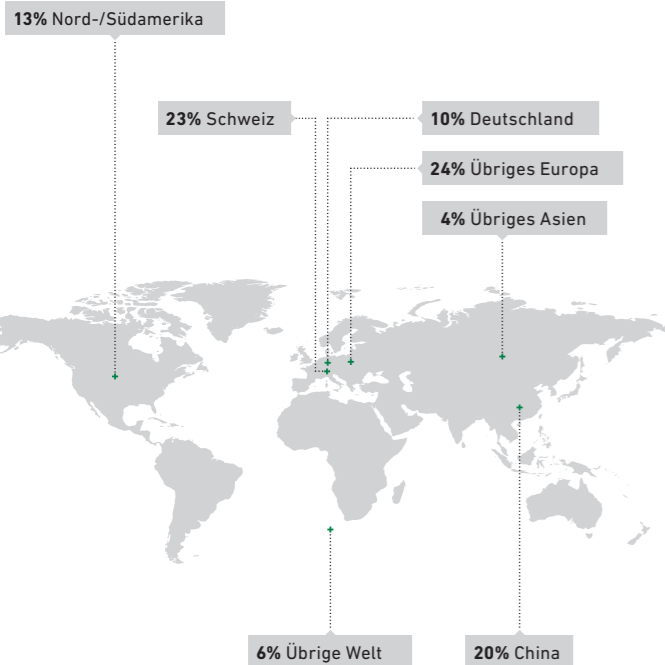 13% Nord-/Südamerika
23% Schweiz
10% Deutschland
24% Übriges Europa
4% Übriges Asien
6% Übrige Welt
20% China